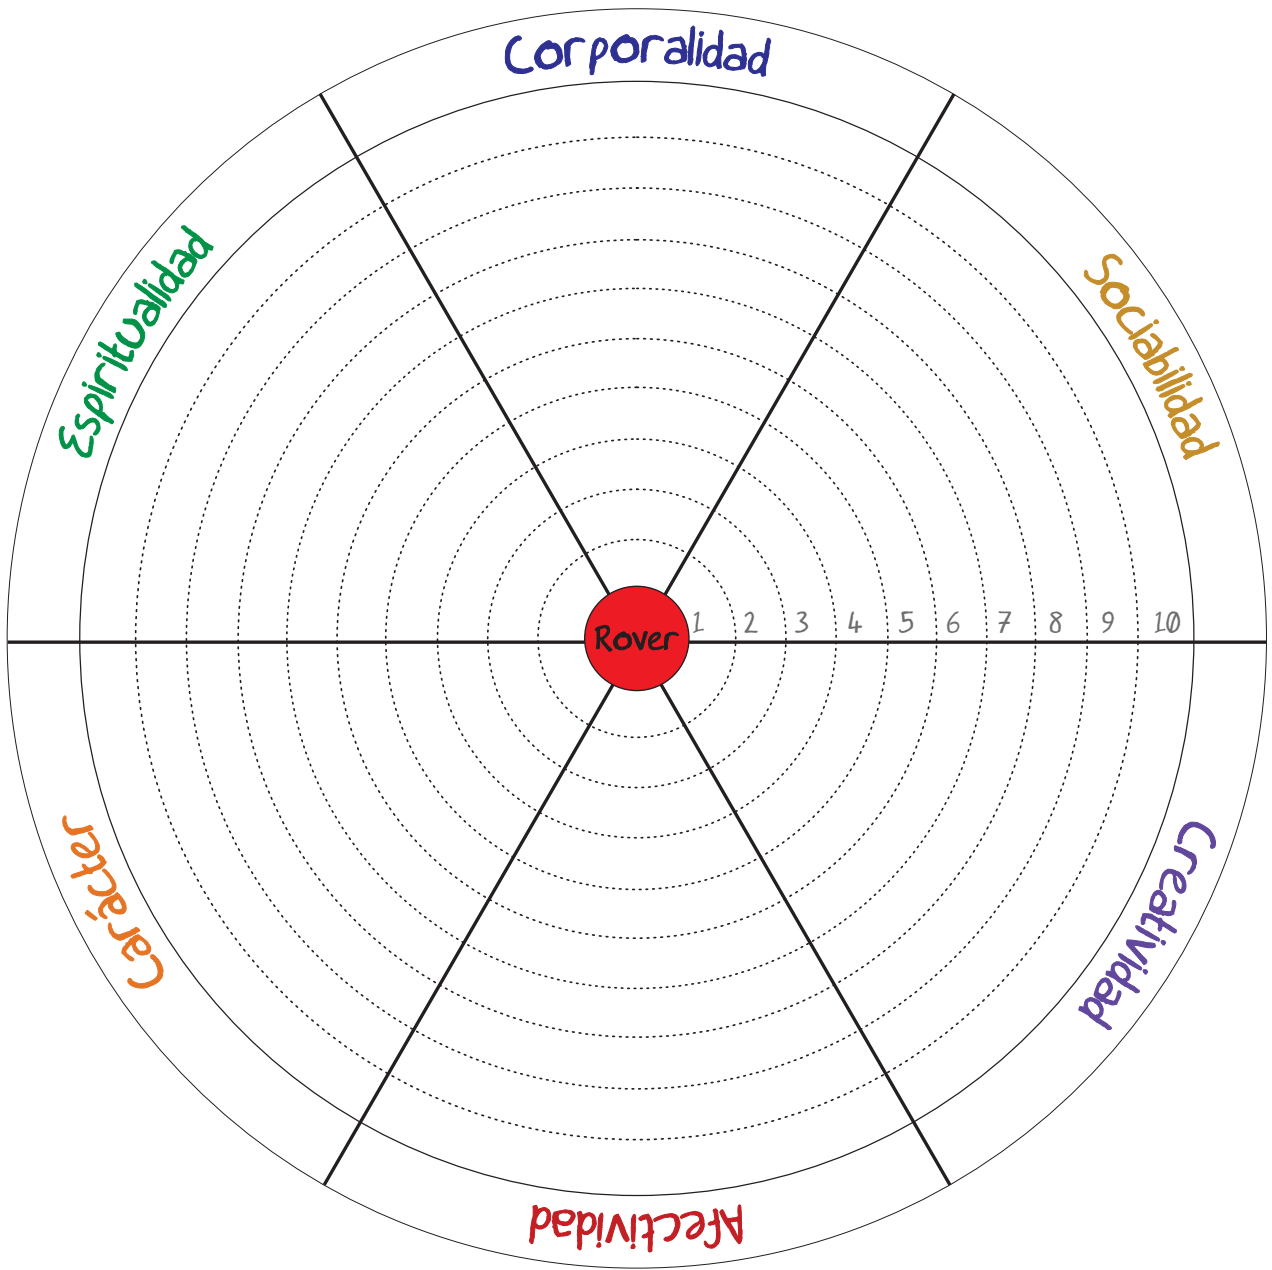 Corporalidad
Sociabilidad
Creatividad
Afectividad
Carácter
Espiritualidad
Rover
1 2 3 4 5 6 7 8 9 10